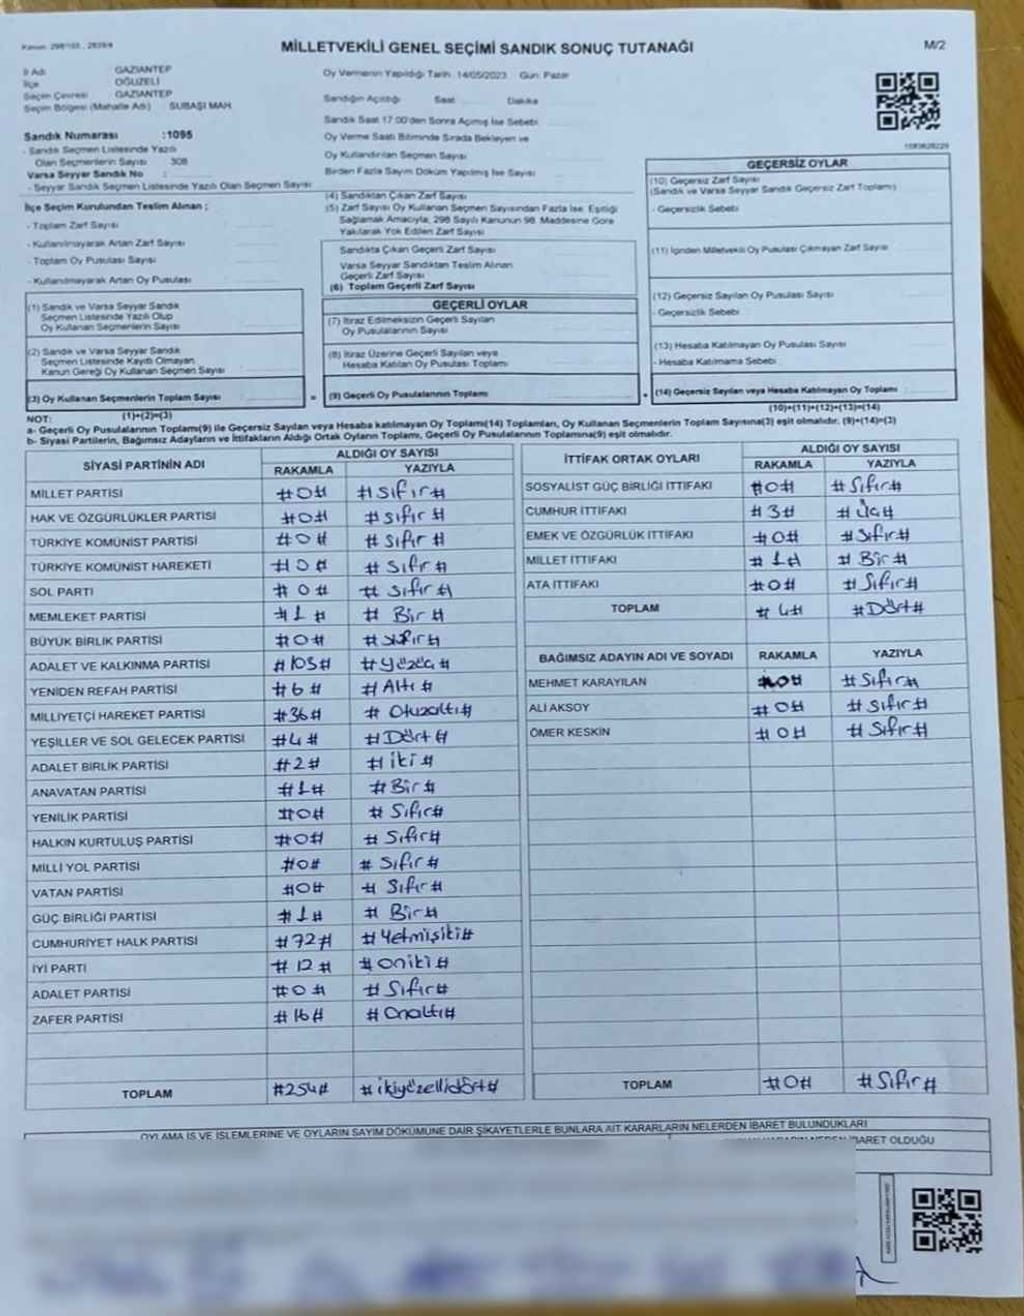 Kanun: 298/105, 2839/4
MİLLETVEKİLİ GENEL SEÇİMİ SANDIK SONUÇ TUTANAĞI
M/2
İl Adı GAZİANTEP
İlçe OĞUZELİ
Seçim Çevresi GAZİANTEP
Seçim Bölgesi (Mahalle Adı) SUBAŞI MAH.
Sandık Numarası :1095
- Sandık Seçmen Listesinde Yazılı
Olan Seçmenlerin Sayısı 308
Varsa Seyyar Sandık No :
- Seyyar Sandık Seçmen Listesinde Yazılı Olan Seçmen Sayısı
İlçe Seçim Kurulundan Teslim Alınan ;
- Toplam Zarf Sayısı
- Kullanılmayarak Artan Zarf Sayısı
- Toplam Oy Pusulası Sayısı
- Kullanılmayarak Artan Oy Pusulası
(1) Sandık ve Varsa Seyyar Sandık
Seçmen Listesinde Yazılı Olup
Oy Kullanan Seçmenlerin Sayısı
(2) Sandık ve Varsa Seyyar Sandık
Seçmen Listesinde Kayıtlı Olmayan
Kanun Gereği Oy Kullanan Seçmen Sayısı
(3) Oy Kullanan Seçmenlerin Toplam Sayısı
(1)+(2)=(3)
Oy Vermenin Yapıldığı Tarih: 14/05/2023 Gün: Pazar
Sandığın Açıldığı Saat Dakika
Sandık Saat 17:00'den Sonra Açılmış İse Sebebi
Oy Verme Saati Bitiminde Sırada Bekleyen ve
Oy Kullandırılan Seçmen Sayısı
Birden Fazla Sayım Döküm Yapılmış İse Sayısı
(4) Sandıktan Çıkan Zarf Sayısı
(5) Zarf Sayısı Oy Kullanan Seçmen Sayısından Fazla İse, Eşitliği
Sağlamak Amacıyla, 298 Sayılı Kanunun 98. Maddesine Göre
Yakılarak Yok Edilen Zarf Sayısı
Sandıkta Çıkan Geçerli Zarf Sayısı
Varsa Seyyar Sandıktan Teslim Alınan
Geçerli Zarf Sayısı
(6) Toplam Geçerli Zarf Sayısı
GEÇERLİ OYLAR
(7) İtiraz Edilmeksizin Geçerli Sayılan
Oy Pusulalarının Sayısı
(8) İtiraz Üzerine Geçerli Sayılan veya
Hesaba Katılan Oy Pusulası Toplamı
= (9) Geçerli Oy Pusulalarının Toplamı +
GEÇERSİZ OYLAR
(10) Geçersiz Zarf Sayısı
(Sandık ve Varsa Seyyar Sandık Geçersiz Zarf Toplamı)
- Geçersizlik Sebebi
(11) İçinden Milletvekili Oy Pusulası Çıkmayan Zarf Sayısı
(12) Geçersiz Sayılan Oy Pusulası Sayısı
- Geçersizlik Sebebi
(13) Hesaba Katılmayan Oy Pusulası Sayısı
- Hesaba Katılmama Sebebi
(14) Geçersiz Sayılan veya Hesaba Katılmayan Oy Toplamı
(10)+(11)+(12)+(13)=(14)
NOT:
a- Geçerli Oy Pusulalarının Toplamı(9) ile Geçersiz Sayılan veya Hesaba katılmayan Oy Toplamı(14) Toplamları, Oy Kullanan Seçmenlerin Toplam Sayısına(3) eşit olmalıdır. (9)+(14)=(3)
b- Siyasi Partilerin, Bağımsız Adayların ve İttifakların Aldığı Ortak Oyların Toplamı, Geçerli Oy Pusulalarının Toplamına(9) eşit olmalıdır.
SİYASİ PARTİNİN ADI ALDIĞI OY SAYISI
RAKAMLA YAZIYLA
MİLLET PARTİSİ #0# #Sıfır#
HAK VE ÖZGÜRLÜKLER PARTİSİ #0# #Sıfır#
TÜRKİYE KOMÜNİST PARTİSİ #0# #Sıfır#
TÜRKİYE KOMÜNİST HAREKETİ #0# #Sıfır#
SOL PARTİ #0# #Sıfır#
MEMLEKET PARTİSİ #1# #Bir#
BÜYÜK BİRLİK PARTİSİ #0# #Sıfır#
ADALET VE KALKINMA PARTİSİ #103# #Yüzüç#
YENİDEN REFAH PARTİSİ #6# #Altı#
MİLLİYETÇİ HAREKET PARTİSİ #36# #Otuzaltı#
YEŞİLLER VE SOL GELECEK PARTİSİ #4# #Dört#
ADALET BİRLİK PARTİSİ #2# #iki#
ANAVATAN PARTİSİ #1# #Bir#
YENİLİK PARTİSİ #0# #Sıfır#
HALKIN KURTULUŞ PARTİSİ #0# #Sıfır#
MİLLİ YOL PARTİSİ #0# #Sıfır#
VATAN PARTİSİ #0# #Sıfır#
GÜÇ BİRLİĞİ PARTİSİ #1# #Bir#
CUMHURİYET HALK PARTİSİ #72# #Yetmişiki#
İYİ PARTİ #12# #oniki#
ADALET PARTİSİ #0# #Sıfır#
ZAFER PARTİSİ #16# #Onaltı#
TOPLAM #254# #ikiyüzellidört#
İTTİFAK ORTAK OYLARI ALDIĞI OY SAYISI
RAKAMLA YAZIYLA
SOSYALİST GÜÇ BİRLİĞİ İTTİFAKI #0# #Sıfır#
CUMHUR İTTİFAKI #3# #Üç#
EMEK VE ÖZGÜRLÜK İTTİFAKI #0# #Sıfır#
MİLLET İTTİFAKI #1# #Bir#
ATA İTTİFAKI #0# #Sıfır#
TOPLAM #4# #Dört#
BAĞIMSIZ ADAYIN ADI VE SOYADI RAKAMLA YAZIYLA
MEHMET KARAYILAN #0# #Sıfır#
ALİ AKSOY #0# #Sıfır#
ÖMER KESKİN #0# #Sıfır#
TOPLAM #0# #Sıfır#
OYLAMA İŞ VE İŞLEMLERİNE VE OYLARIN SAYIM DÖKÜMÜNE DAİR ŞİKAYETLERLE BUNLARA AİT KARARLARIN NELERDEN İBARET BULUNDUKLARI
İBARET OLDUĞU